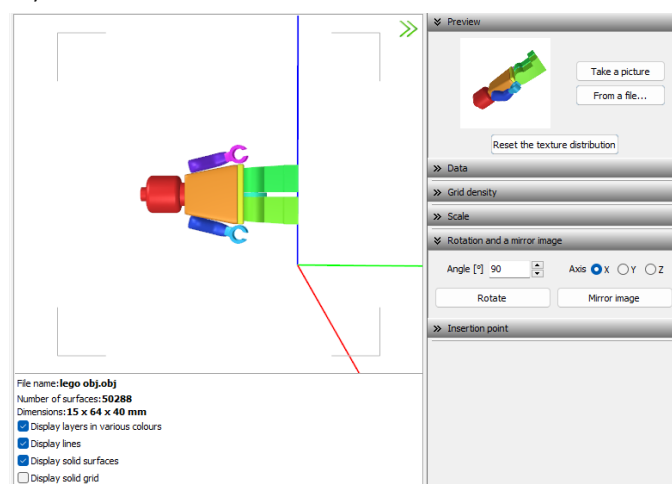 Preview
Take a picture
From a file...
Reset the texture distribution
Data
Grid density
Scale
Rotation and a mirror image
Angle [º] 90 Axis X Y Z
Rotate Mirror image
Insertion point
File name:lego obj.obj
Number of surfaces:50288
Dimensions:15 x 64 x 40 mm
Display layers in various colours
Display lines
Display solid surfaces
Display solid grid